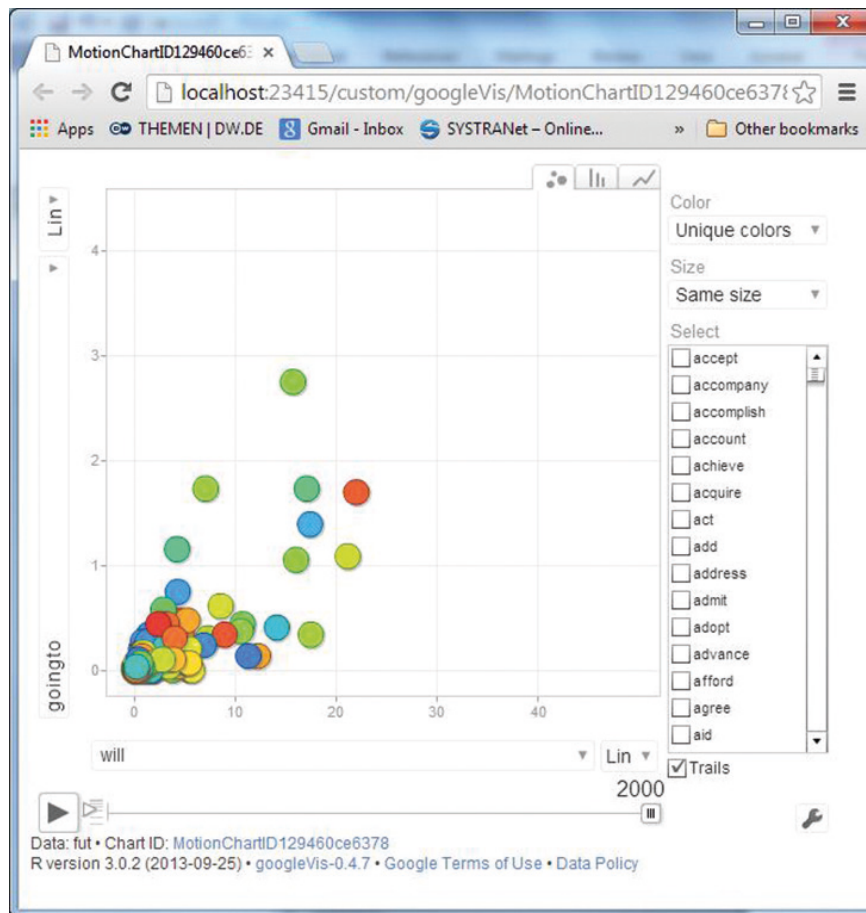 MotionChartID129460ce63
localhost:23415/custom/googleVis/MotionChartID129460ce6378
Apps THEMEN | DW.DE Gmail - Inbox SYSTRANet – Online... » Other bookmarks
Lin
goingto
4
3
2
1
0
0 10 20 30 40
will Lin
2000
Color
Unique colors
Size
Same size
Select
accept
accompany
accomplish
account
achieve
acquire
act
add
address
admit
adopt
advance
afford
agree
aid
Trails
Data: fut • Chart ID: MotionChartID129460ce6378
R version 3.0.2 (2013-09-25) • googleVis-0.4.7 • Google Terms of Use • Data Policy